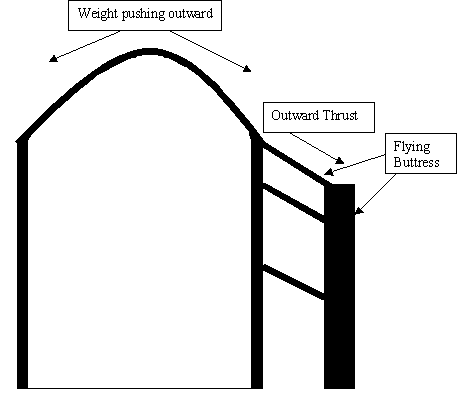 Weight pushing outward
Outward Thrust
Flying
Buttress